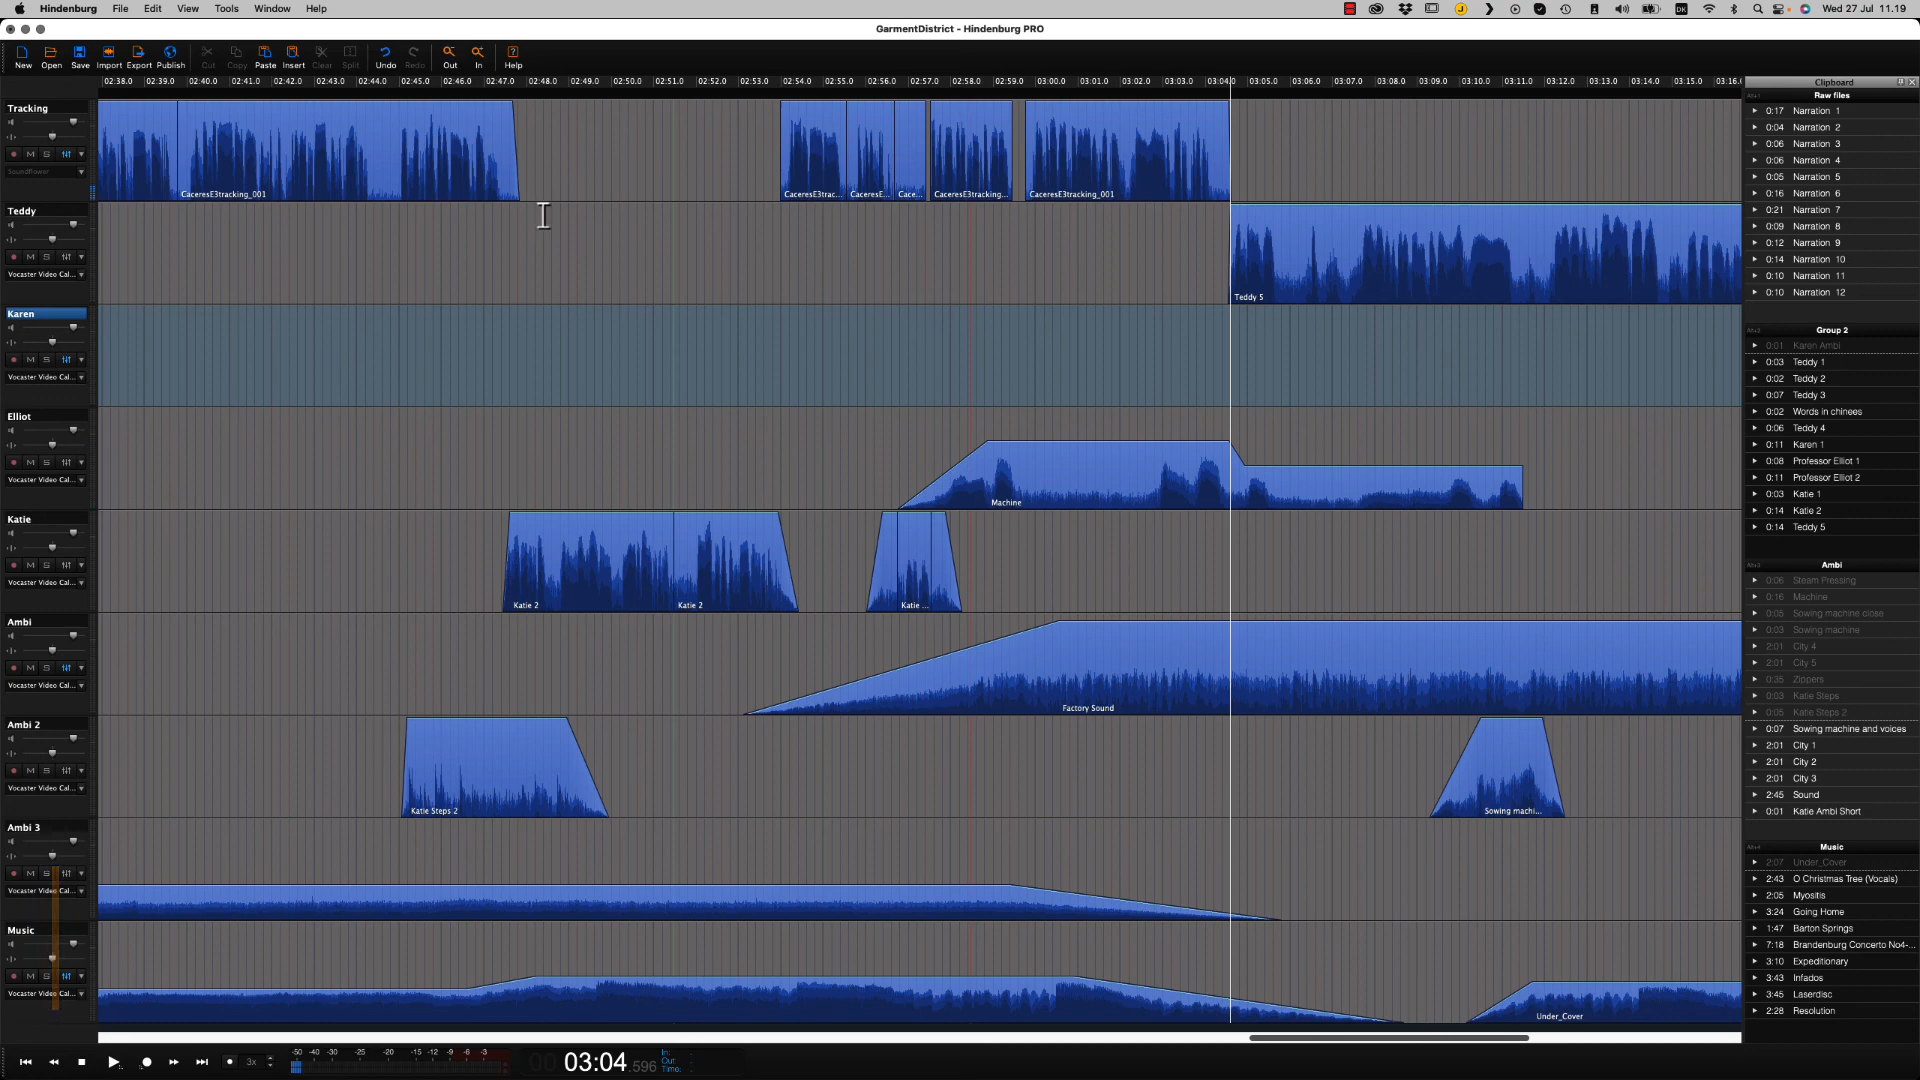 Hindenburg File Edit View Tools Window Help
DK Wed 27 Jul 11.19
GarmentDistrict - Hindenburg PRO
New Open Save Import Export Publish Cut Copy Paste Insert Clear Split Undo Redo Out In Help
02:38.0 02:39.0 02:40.0 02:41.0 02:42.0 02:43.0 02:44.0 02:45.0 02:46.0 02:47.0 02:48.0 02:49.0 02:50.0 02:51.0 02:52.0 02:53.0 02:54.0 02:55.0 02:56.0 02:57.0 02:58.0 02:59.0 03:00.0 03:01.0 03:02.0 03:03.0 03:04.0 03:05.0 03:06.0 03:07.0 03:08.0 03:09.0 03:10.0 03:11.0 03:12.0 03:13.0 03:14.0 03:15.0 03:16.
Tracking
M S
Soundflower
CaceresE3tracking_001
CaceresE3trac...
CaceresE...
Cace...
CaceresE3tracking...
CaceresE3tracking_001
Teddy
M S
Vocaster Video Cal...
Teddy 5
Karen
M S
Vocaster Video Cal...
Elliot
M S
Vocaster Video Cal...
Machine
Katie
M S
Vocaster Video Cal...
Katie 2
Katie 2
Katie ...
Ambi
M S
Vocaster Video Cal...
Factory Sound
Ambi 2
M S
Vocaster Video Cal...
Katie Steps 2
Sowing machi...
Ambi 3
M S
Vocaster Video Cal...
Music
M S
Vocaster Video Cal...
Under_Cover
Clipboard
Alt+1 Raw files
0:17 Narration 1
0:04 Narration 2
0:06 Narration 3
0:06 Narration 4
0:05 Narration 5
0:16 Narration 6
0:21 Narration 7
0:09 Narration 8
0:12 Narration 9
0:14 Narration 10
0:10 Narration 11
0:10 Narration 12
Alt+2 Group 2
0:01 Karen Ambi
0:03 Teddy 1
0:02 Teddy 2
0:07 Teddy 3
0:02 Words in chinees
0:06 Teddy 4
0:11 Karen 1
0:08 Professor Elliot 1
0:11 Professor Elliot 2
0:03 Katie 1
0:14 Katie 2
0:14 Teddy 5
Alt+3 Ambi
0:06 Steam Pressing
0:16 Machine
0:05 Sowing machine close
0:03 Sowing machine
2:01 City 4
2:01 City 5
0:35 Zippers
0:03 Katie Steps
0:05 Katie Steps 2
0:07 Sowing machine and voices
2:01 City 1
2:01 City 2
2:01 City 3
2:45 Sound
0:01 Katie Ambi Short
Alt+4 Music
2:07 Under_Cover
2:43 O Christmas Tree (Vocals)
2:05 Myositis
3:24 Going Home
1:47 Barton Springs
7:18 Brandenburg Concerto No4-...
3:10 Expeditionary
3:43 Infados
3:45 Laserdisc
2:28 Resolution
3x
-50 -40 -30 -25 -20 -15 -12 -9 -6 -3
00 03:04.596
In:
Out:
Time: